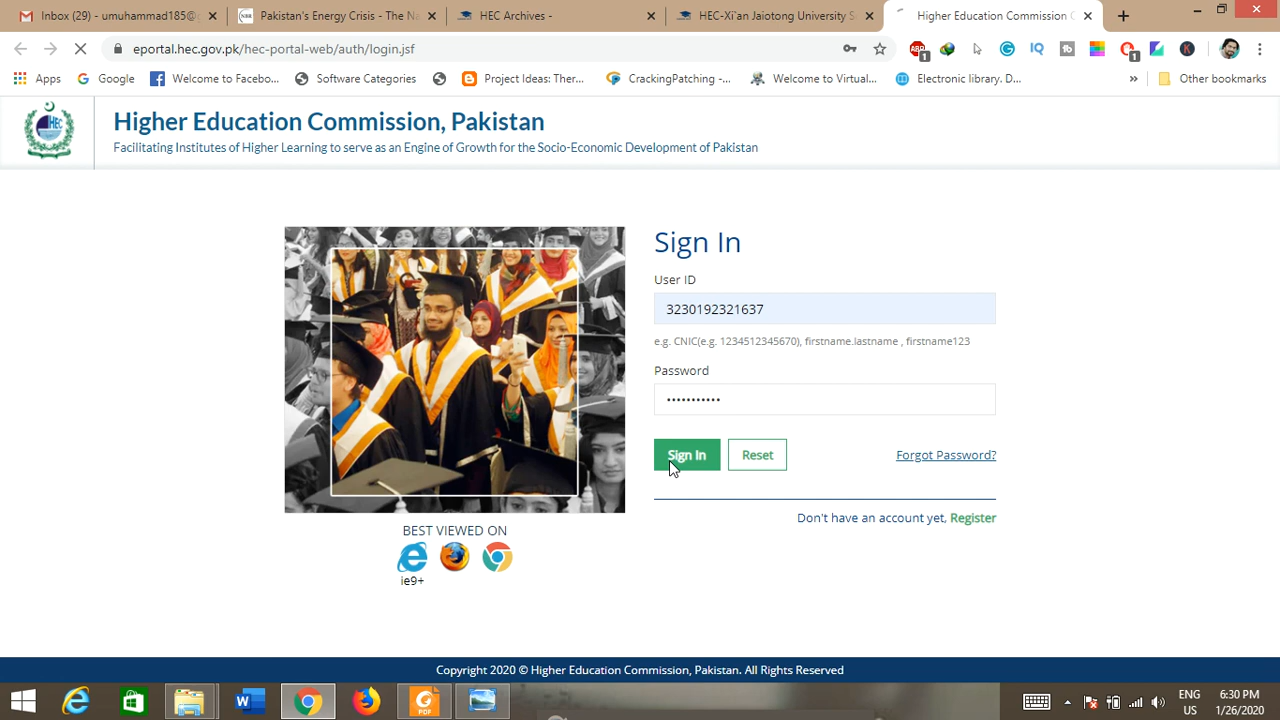 Inbox (29) - umuhammad185@g
Pakistan's Energy Crisis - The Na
HEC Archives -
HEC-Xi'an Jaiotong University S
Higher Education Commission C
eportal.hec.gov.pk/hec-portal-web/auth/login.jsf
Apps Google Welcome to Facebo... Software Categories Project Ideas: Ther... CrackingPatching -... Welcome to Virtual... Electronic library. D... » Other bookmarks
Higher Education Commission, Pakistan
Facilitating Institutes of Higher Learning to serve as an Engine of Growth for the Socio-Economic Development of Pakistan
Sign In
User ID
3230192321637
e.g. CNIC(e.g. 1234512345670), firstname.lastname , firstname123
Password
•••••••••••
Sign In Reset Forgot Password?
Don't have an account yet, Register
BEST VIEWED ON
ie9+
Copyright 2020 © Higher Education Commission, Pakistan. All Rights Reserved
ENG 6:30 PM
US 1/26/2020